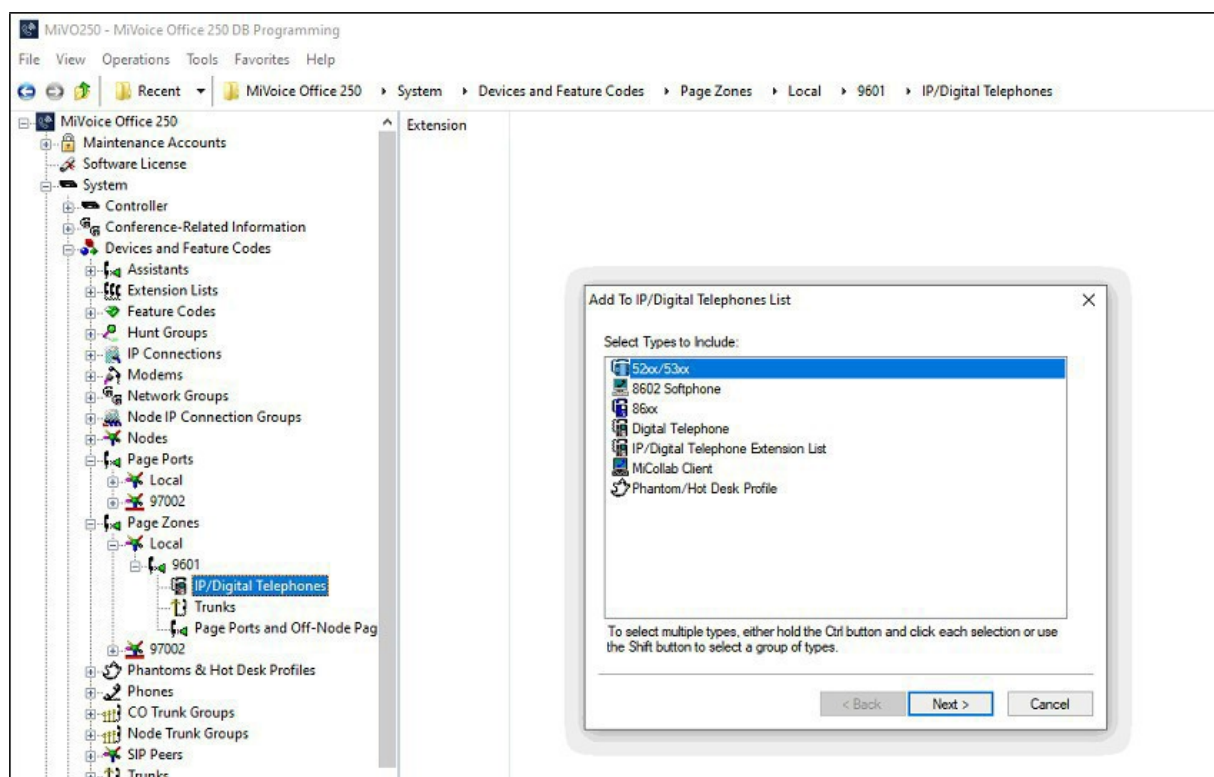 MiVO250 - MiVoice Office 250 DB Programming
File View Operations Tools Favorites Help
Recent MiVoice Office 250 System Devices and Feature Codes Page Zones Local 9601 IP/Digital Telephones
MiVoice Office 250
Maintenance Accounts
Software License
System
Controller
Conference-Related Information
Devices and Feature Codes
Assistants
Extension Lists
Feature Codes
Hunt Groups
IP Connections
Modems
Network Groups
Node IP Connection Groups
Nodes
Page Ports
Local
97002
Page Zones
Local
9601
IP/Digital Telephones
Trunks
Page Ports and Off-Node Pag
97002
Phantoms & Hot Desk Profiles
Phones
CO Trunk Groups
Node Trunk Groups
SIP Peers
Trunks
Extension
Add To IP/Digital Telephones List
Select Types to Include:
52xx/53xx
8602 Softphone
86xx
Digital Telephone
IP/Digital Telephone Extension List
MiCollab Client
Phantom/Hot Desk Profile
To select multiple types, either hold the Ctrl button and click each selection or use
the Shift button to select a group of types.
< Back Next > Cancel